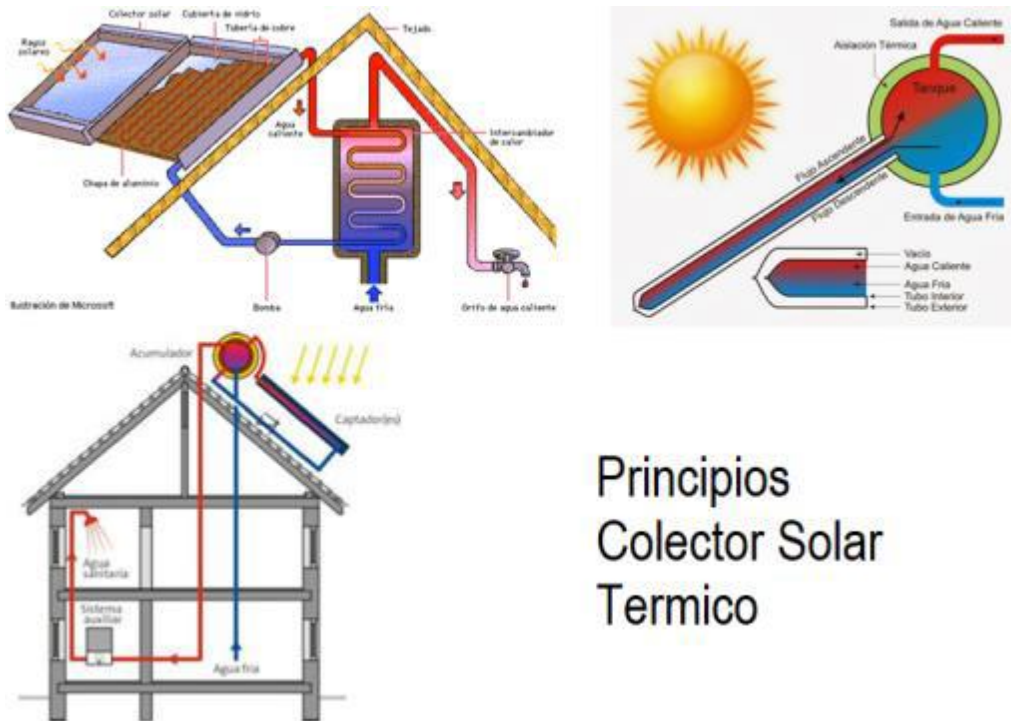 Colector solar
Cubierta de vidrio
Tubería de cobre
Rayos
solares
Tejado
Agua
caliente
Intercambiador
de calor
Chapa de aluminio
Ilustración de Microsoft
Bomba
Agua fría
Grifo de agua caliente
Salida de Agua Caliente
Aislación Térmica
Tanque
Flujo Ascendente
Flujo Descendente
Entrada de Agua Fría
Vacío
Agua Caliente
Agua Fria
Tubo Interior
Tubo Exterior
Acumulador
Captador(es)
Agua
sanitaria
Sistema
auxiliar
Agua fría
Principios
Colector Solar
Termico